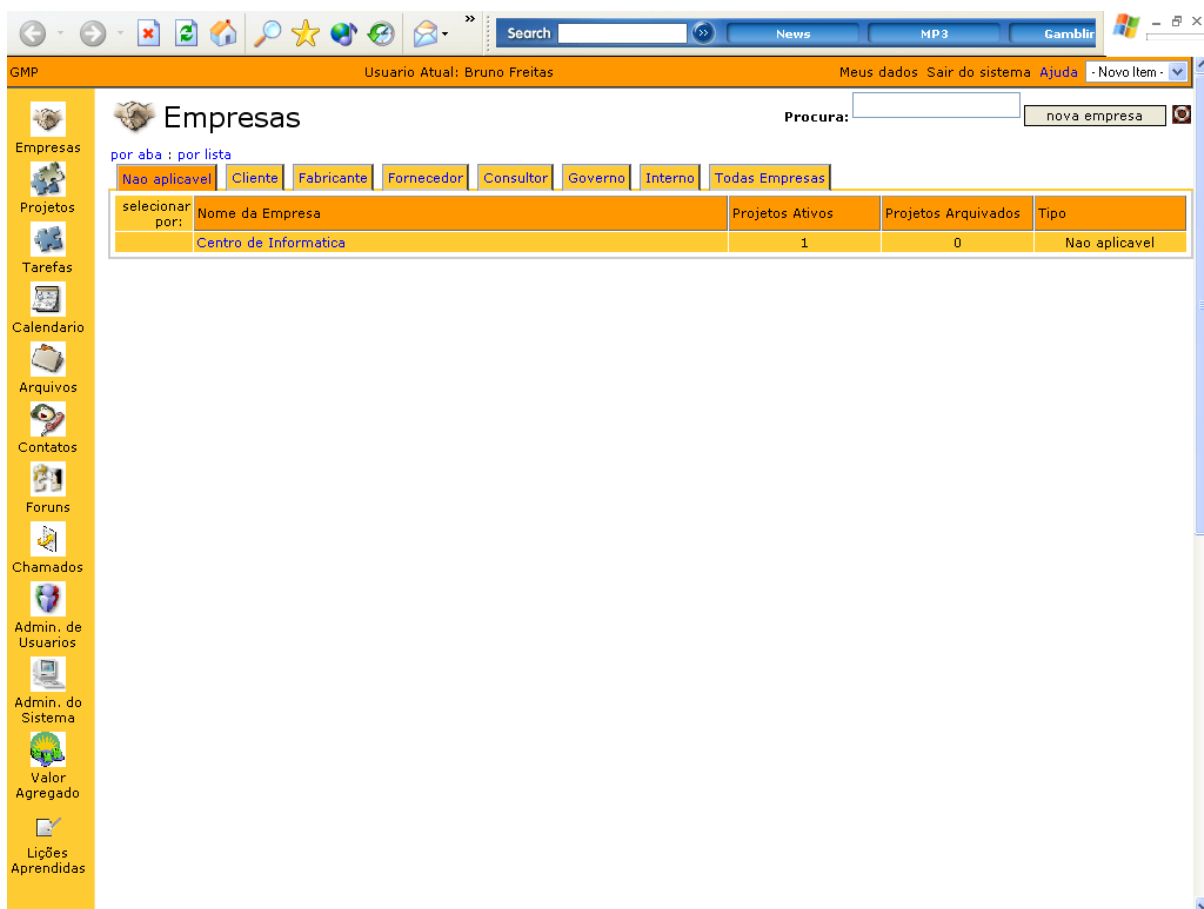 » Search News MP3 Gamblin
GMP Usuario Atual: Bruno Freitas Meus dados Sair do sistema Ajuda - Novo Item -
Empresas Procura: nova empresa
por aba : por lista
Nao aplicavel Cliente Fabricante Fornecedor Consultor Governo Interno Todas Empresas
selecionar por: Nome da Empresa Projetos Ativos Projetos Arquivados Tipo
Centro de Informatica 1 0 Nao aplicavel
Empresas
Projetos
Tarefas
Calendario
Arquivos
Contatos
Foruns
Chamados
Admin. de
Usuarios
Admin. do
Sistema
Valor
Agregado
Lições
Aprendidas